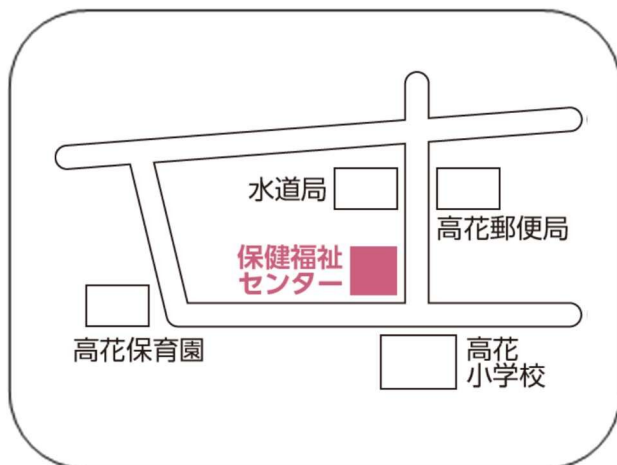 水道局
高花郵便局
保健福祉
センター
高花保育園
高花
小学校